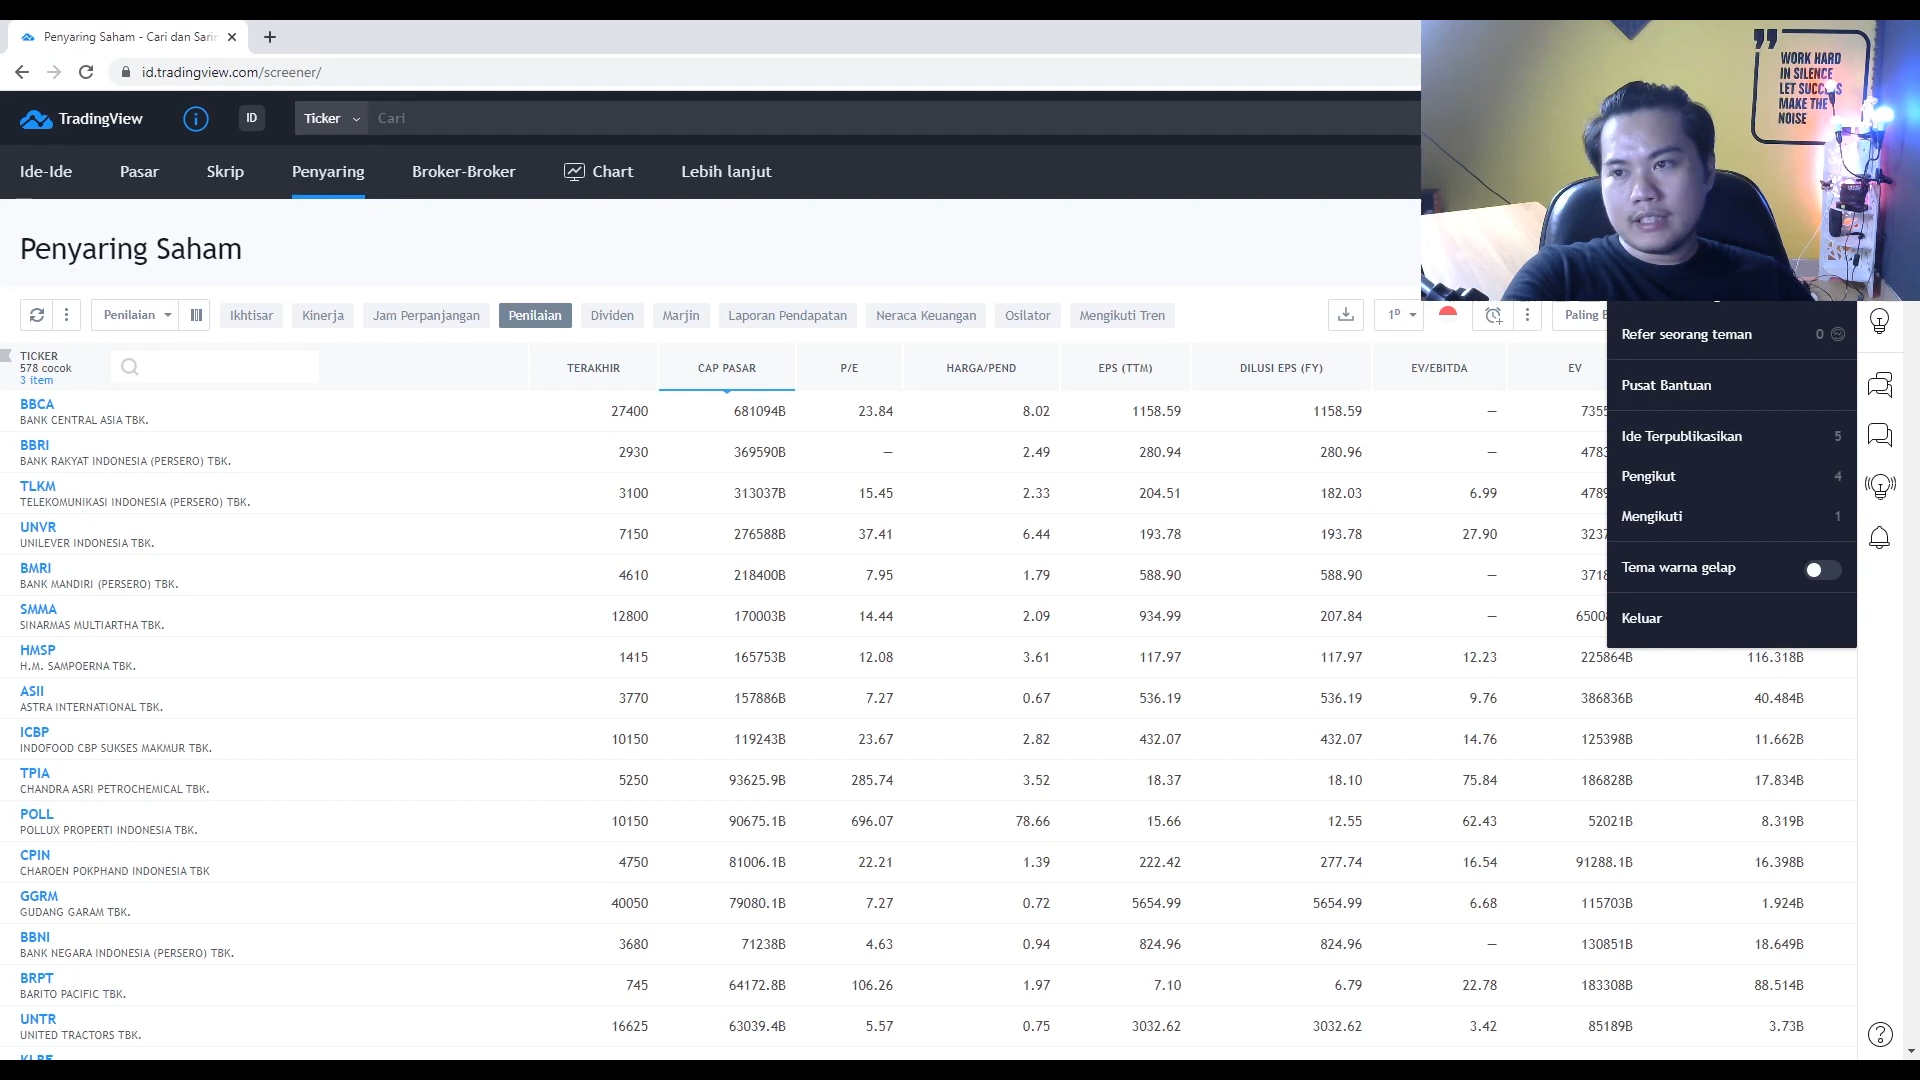 Penyaring Saham - Cari dan Sarin
id.tradingview.com/screener/
TradingView
ID
Ticker
Cari
Ide-Ide
Pasar
Skrip
Penyaring
Broker-Broker
Chart
Lebih lanjut
WORK HARD
IN SILENCE
LET SUCCESS
MAKE THE
NOISE
Penyaring Saham
Penilaian
Ikhtisar
Kinerja
Jam Perpanjangan
Penilaian
Dividen
Marjin
Laporan Pendapatan
Neraca Keuangan
Osilator
Mengikuti Tren
1D
Paling B
TICKER
578 cocok
3 item
TERAKHIR CAP PASAR P/E HARGA/PEND EPS (TTM) DILUSI EPS (FY) EV/EBITDA EV
BBCA
BANK CENTRAL ASIA TBK.
27400 681094B 23.84 8.02 1158.59 1158.59 — 7355
BBRI
BANK RAKYAT INDONESIA (PERSERO) TBK.
2930 369590B — 2.49 280.94 280.96 — 4783
TLKM
TELEKOMUNIKASI INDONESIA (PERSERO) TBK.
3100 313037B 15.45 2.33 204.51 182.03 6.99 4789
UNVR
UNILEVER INDONESIA TBK.
7150 276588B 37.41 6.44 193.78 193.78 27.90 3237
BMRI
BANK MANDIRI (PERSERO) TBK.
4610 218400B 7.95 1.79 588.90 588.90 — 3718
SMMA
SINARMAS MULTIARTHA TBK.
12800 170003B 14.44 2.09 934.99 207.84 — 6500
HMSP
H.M. SAMPOERNA TBK.
1415 165753B 12.08 3.61 117.97 117.97 12.23 225864B 116.318B
ASII
ASTRA INTERNATIONAL TBK.
3770 157886B 7.27 0.67 536.19 536.19 9.76 386836B 40.484B
ICBP
INDOFOOD CBP SUKSES MAKMUR TBK.
10150 119243B 23.67 2.82 432.07 432.07 14.76 125398B 11.662B
TPIA
CHANDRA ASRI PETROCHEMICAL TBK.
5250 93625.9B 285.74 3.52 18.37 18.10 75.84 186828B 17.834B
POLL
POLLUX PROPERTI INDONESIA TBK.
10150 90675.1B 696.07 78.66 15.66 12.55 62.43 52021B 8.319B
CPIN
CHAROEN POKPHAND INDONESIA TBK
4750 81006.1B 22.21 1.39 222.42 277.74 16.54 91288.1B 16.398B
GGRM
GUDANG GARAM TBK.
40050 79080.1B 7.27 0.72 5654.99 5654.99 6.68 115703B 1.924B
BBNI
BANK NEGARA INDONESIA (PERSERO) TBK.
3680 71238B 4.63 0.94 824.96 824.96 — 130851B 18.649B
BRPT
BARITO PACIFIC TBK.
745 64172.8B 106.26 1.97 7.10 6.79 22.78 183308B 88.514B
UNTR
UNITED TRACTORS TBK.
16625 63039.4B 5.57 0.75 3032.62 3032.62 3.42 85189B 3.73B
Refer seorang teman 0
Pusat Bantuan
Ide Terpublikasikan 5
Pengikut 4
Mengikuti 1
Tema warna gelap
Keluar